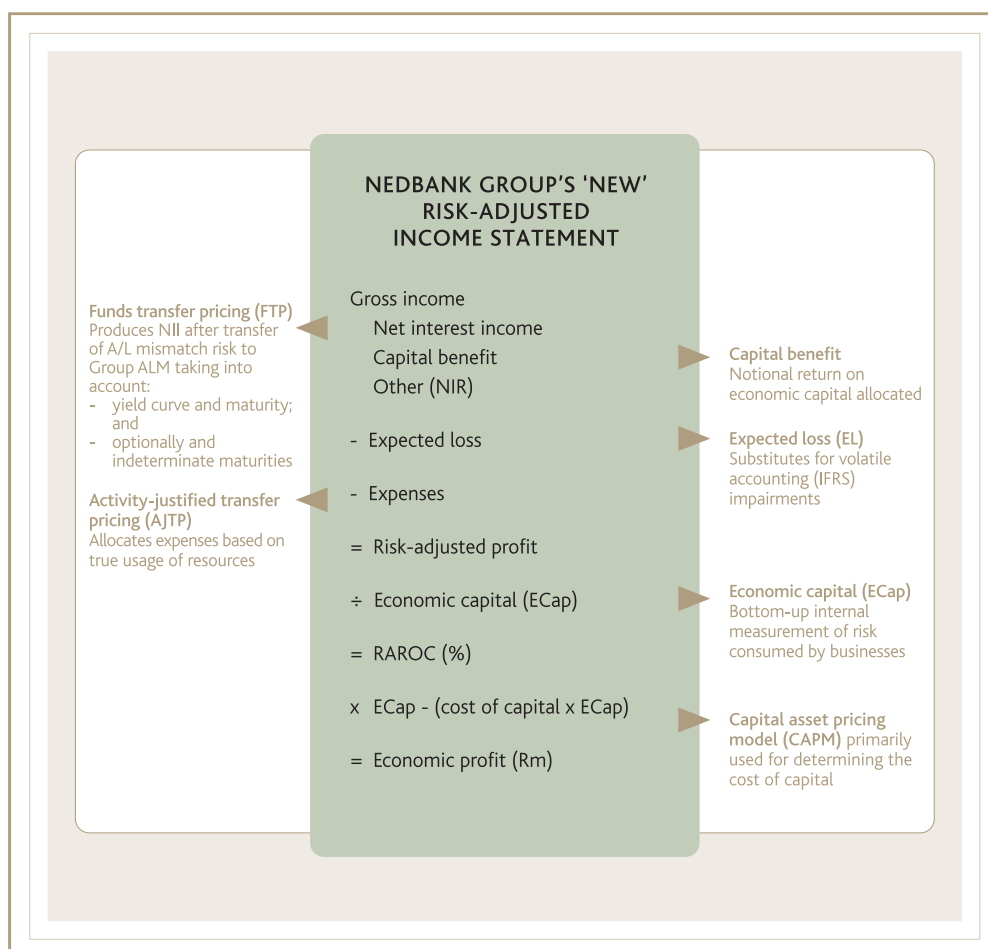 NEDBANK GROUP'S 'NEW'
RISK-ADJUSTED
INCOME STATEMENT
Gross income
Net interest income
Capital benefit
Other (NIR)
- Expected loss
- Expenses
= Risk-adjusted profit
÷ Economic capital (ECap)
= RAROC (%)
x ECap - (cost of capital x ECap)
= Economic profit (Rm)
Funds transfer pricing (FTP)
Produces NII after transfer
of A/L mismatch risk to
Group ALM taking into
account:
- yield curve and maturity;
and
- optionally and
indeterminate maturities
Activity-justified transfer
pricing (AJTP)
Allocates expenses based on
true usage of resources
Capital benefit
Notional return on
economic capital allocated
Expected loss (EL)
Substitutes for volatile
accounting (IFRS)
impairments
Economic capital (ECap)
Bottom-up internal
measurement of risk
consumed by businesses
Capital asset pricing
model (CAPM) primarily
used for determining the
cost of capital